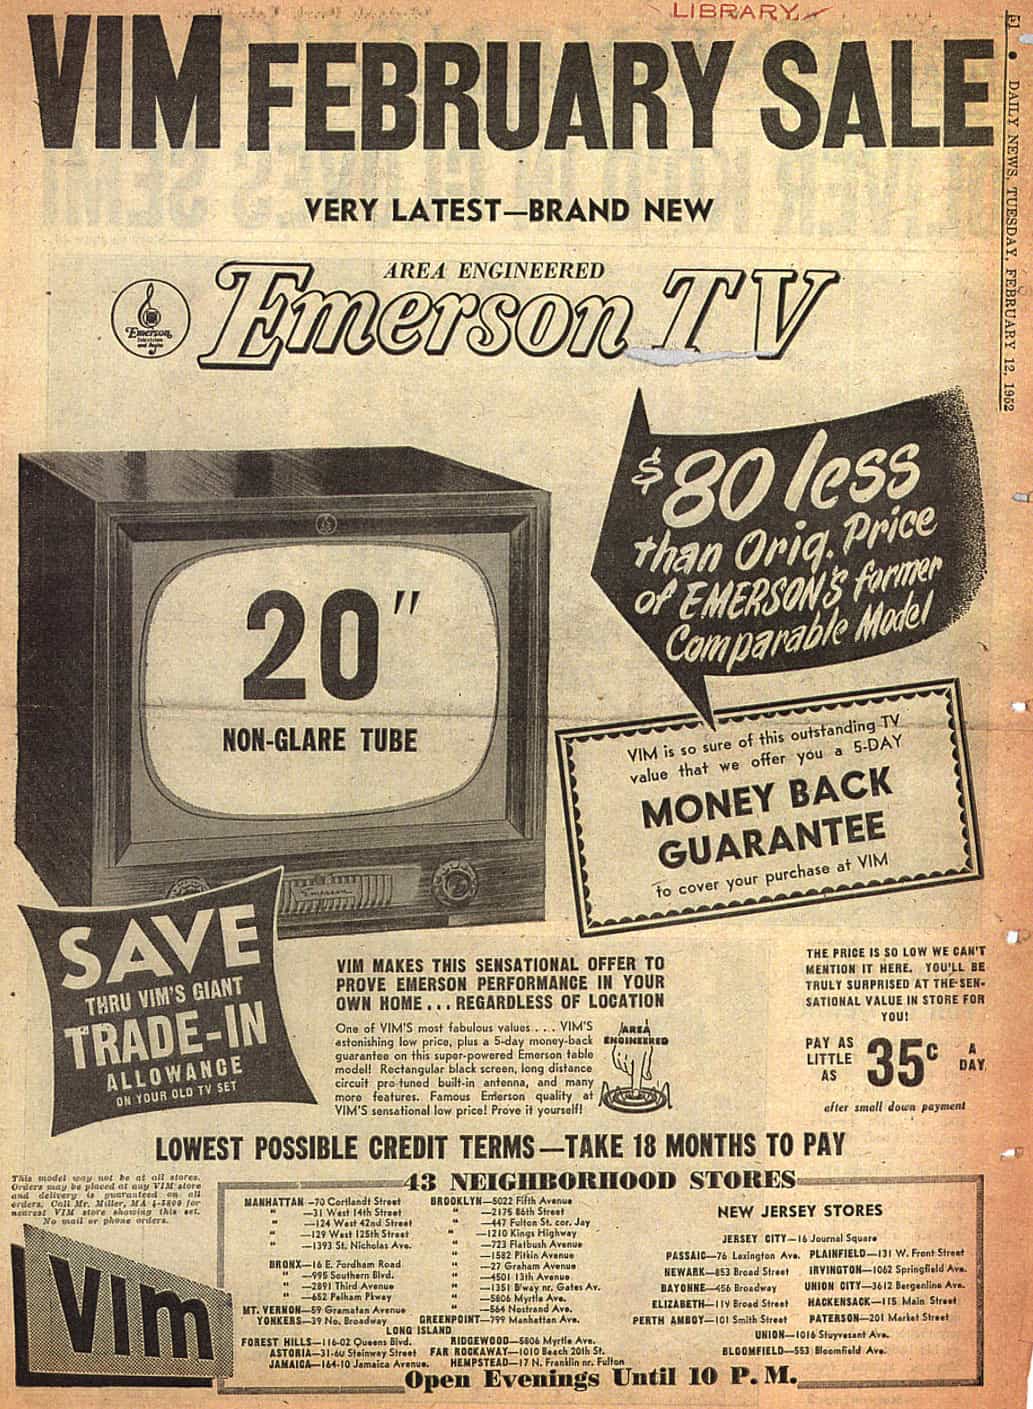 LIBRARY
51 • DAILY NEWS, TUESDAY, FEBRUARY 12, 1952
VIM FEBRUARY SALE
VERY LATEST—BRAND NEW
AREA ENGINEERED
Emerson TV
Emerson
Television
and Radio
$80 less
than Orig. Price
of EMERSON'S former
Comparable Model
20"
NON-GLARE TUBE
Emerson
VIM is so sure of this outstanding TV
value that we offer you a 5-DAY
MONEY BACK
GUARANTEE
to cover your purchase at VIM
SAVE
THRU VIM'S GIANT
TRADE-IN
ALLOWANCE
ON YOUR OLD TV SET
VIM MAKES THIS SENSATIONAL OFFER TO
PROVE EMERSON PERFORMANCE IN YOUR
OWN HOME... REGARDLESS OF LOCATION
One of VIM'S most fabulous values . . . VIM'S
astonishing low price, plus a 5-day money-back
guarantee on this super-powered Emerson table
model! Rectangular black screen, long distance
circuit pre-tuned built-in antenna, and many
more features. Famous Emerson quality at
VIM'S sensational low price! Prove it yourself!
AREA
ENGINEERED
THE PRICE IS SO LOW WE CAN'T
MENTION IT HERE. YOU'LL BE
TRULY SURPRISED AT THE SEN-
SATIONAL VALUE IN STORE FOR
YOU!
PAY AS
LITTLE
AS
35c
A
DAY
after small down payment
LOWEST POSSIBLE CREDIT TERMS—TAKE 18 MONTHS TO PAY
This model may not be at all stores.
Orders may be placed at any VIM store
and delivery is guaranteed on all
orders. Call Mr. Miller, MA 4-5800 for
nearest VIM store showing this set.
No mail or phone orders.
VIM
43 NEIGHBORHOOD STORES
MANHATTAN—70 Cortlandt Street
" —31 West 14th Street
" —124 West 42nd Street
" —129 West 125th Street
" —1393 St. Nicholas Ave.
BRONX—16 E. Fordham Road
" —995 Southern Blvd.
" —2891 Third Avenue
" —652 Pelham Pkway
MT. VERNON—59 Gramatan Avenue
YONKERS—39 No. Broadway
BROOKLYN—5022 Fifth Avenue
" —2175 86th Street
" —447 Fulton St. cor. Jay
" —1210 Kings Highway
" —723 Flatbush Avenue
" —1582 Pitkin Avenue
" —27 Graham Avenue
" —4501 13th Avenue
" —1351 B'way nr. Gates Av.
" —5806 Myrtle Ave.
" —564 Nostrand Ave.
GREENPOINT—799 Manhattan Ave.
LONG ISLAND
FOREST HILLS—116-02 Queens Blvd.
RIDGEWOOD—5806 Myrtle Ave.
ASTORIA—31-60 Steinway Street
FAR ROCKAWAY—1010 Beach 20th St.
JAMAICA—164-10 Jamaica Avenue.
HEMPSTEAD—17 N. Franklin nr. Fulton
NEW JERSEY STORES
JERSEY CITY—16 Journal Square
PASSAIC—76 Lexington Ave. PLAINFIELD—131 W. Front Street
NEWARK—853 Broad Street IRVINGTON—1062 Springfield Ave.
BAYONNE—456 Broadway UNION CITY—3612 Bergenline Ave.
ELIZABETH—119 Broad Street HACKENSACK—115 Main Street
PERTH AMBOY—101 Smith Street PATERSON—201 Market Street
UNION—1016 Stuyvesant Ave.
BLOOMFIELD—553 Bloomfield Ave.
Open Evenings Until 10 P.M.